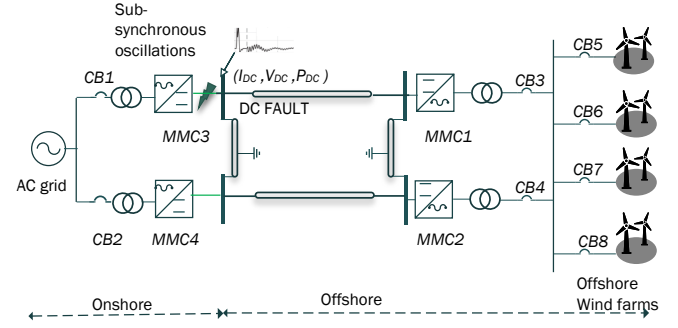 Sub-
synchronous
oscillations
CB1
(IDC ,VDC ,PDC )
DC FAULT
MMC3
MMC1
CB3
CB5
CB6
CB7
CB8
AC grid
CB2
MMC4
MMC2
CB4
Offshore
Wind farms
Onshore
Offshore